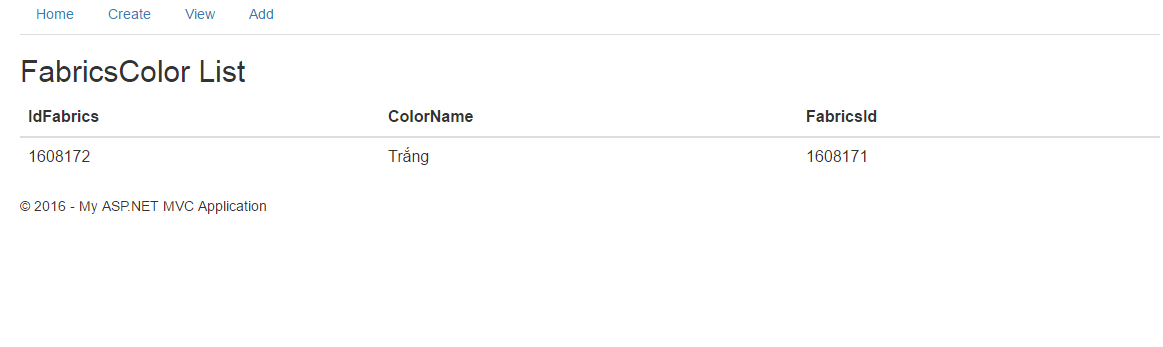 Home Create View Add
FabricsColor List
IdFabrics ColorName FabricsId
1608172 Trắng 1608171
© 2016 - My ASP.NET MVC Application